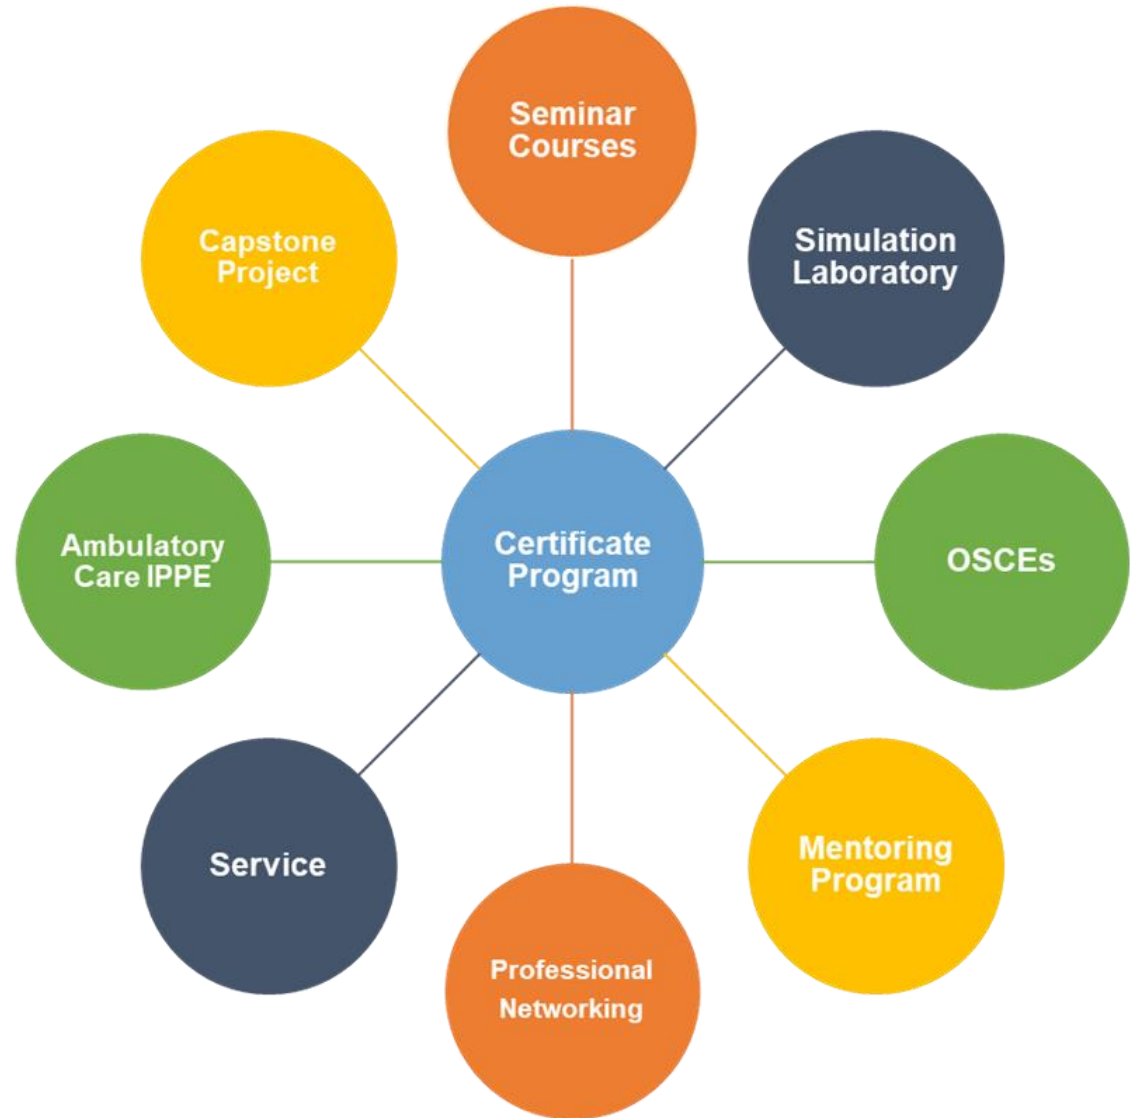 Seminar
Courses
Capstone
Project
Simulation
Laboratory
Ambulatory
Care IPPE
Certificate
Program
OSCEs
Service
Mentoring
Program
Professional
Networking